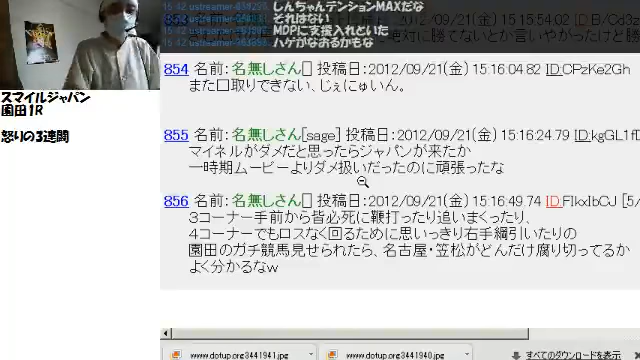 しんちゃんテンションMAXだな
それはない
MDPに支援入れといた
ハゲがなおるかもな
スマイルジャパン
園田1R
怒りの3連闘
854 名前：名無しさん[] 投稿日：2012/09/21(金) 15:16:04.82 ID:CPzKe2Gh
また口取りできない、じぇにゅいん。
855 名前：名無しさん[sage] 投稿日：2012/09/21(金) 15:16:24.79 ID:kgGL1f
マイネルがダメだと思ったらジャパンが来たか
一時期ムービーよりダメ扱いだったのに頑張ったな
856 名前：名無しさん[] 投稿日：2012/09/21(金) 15:16:49.74 ID:FIkxIbCJ [5/
3コーナー手前から皆必死に鞭打ったり追いまくったり、
4コーナーでもロスなく回るために思いっきり右手綱引いたりの
園田のガチ競馬見せられたら、名古屋・笠松がどんだけ腐り切ってるか
よく分かるなw
www.dotup.org3441941.jpg
www.dotup.org3441940.jpg
すべてのダウンロードを表示